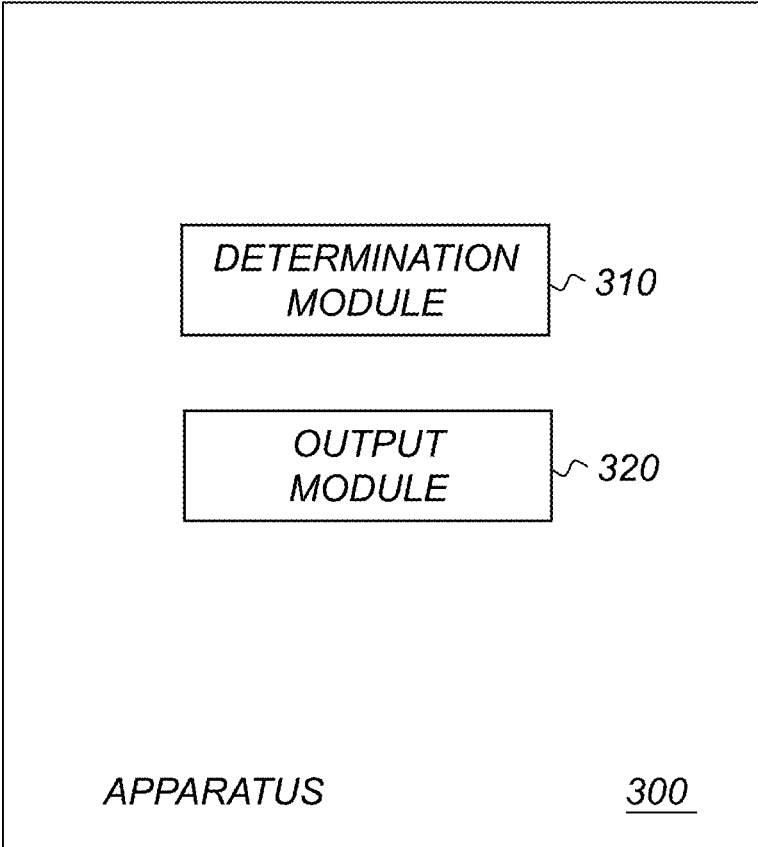 DETERMINATION
MODULE
310
OUTPUT
MODULE
320
APPARATUS 300